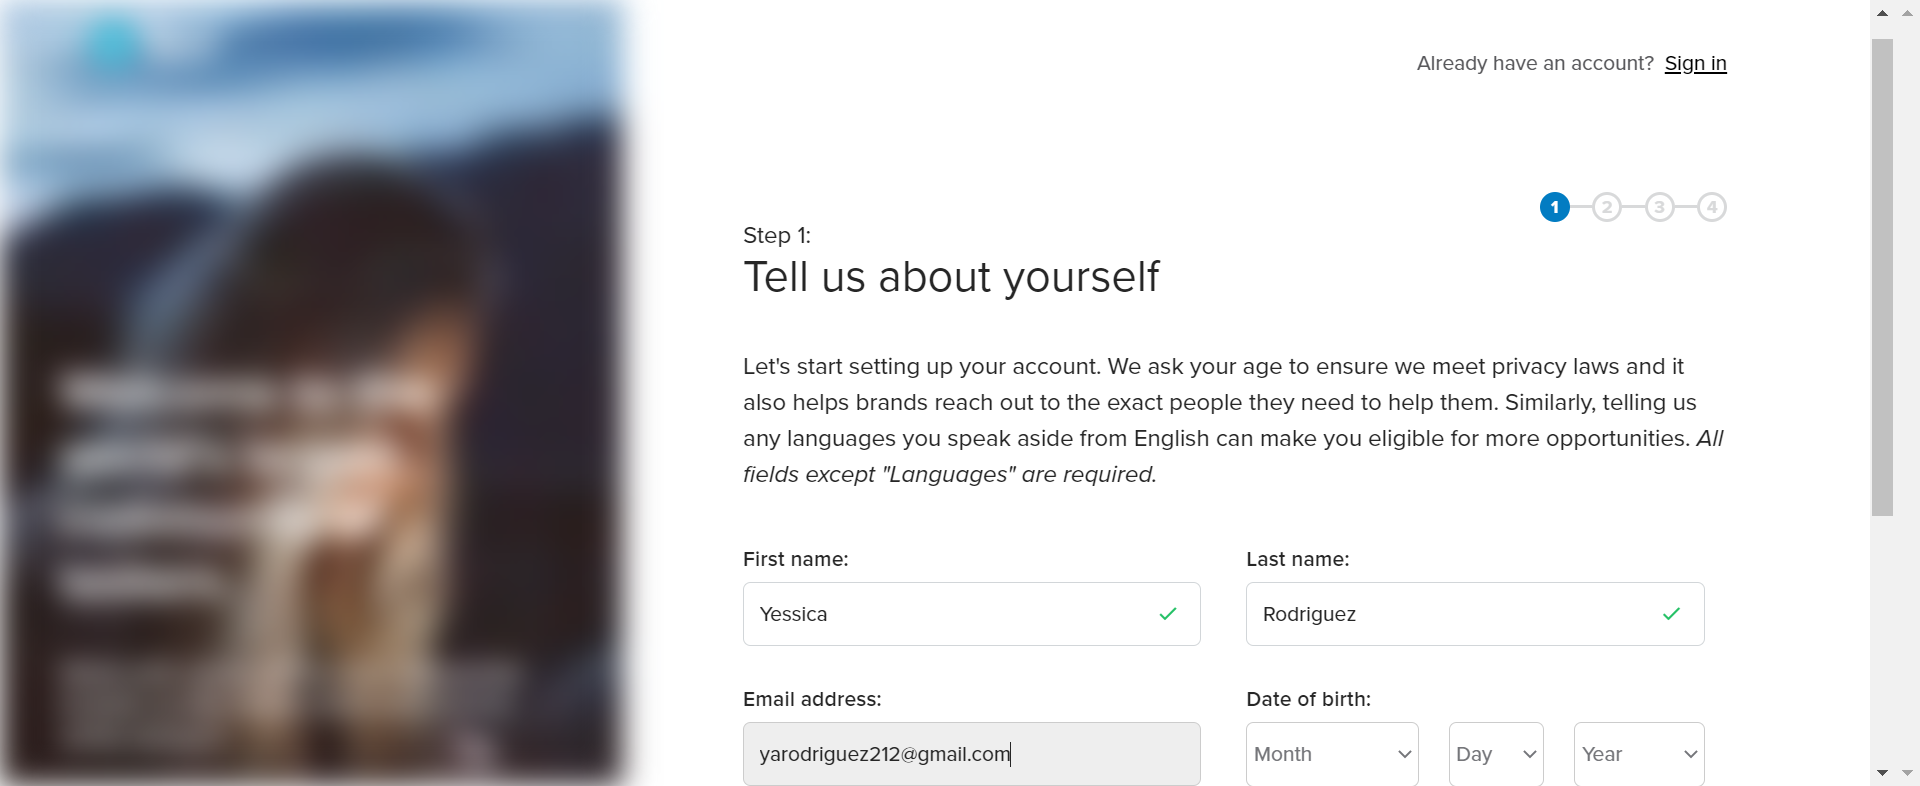 Already have an account? Sign in
1 2 3 4
Step 1:
Tell us about yourself
Let's start setting up your account. We ask your age to ensure we meet privacy laws and it
also helps brands reach out to the exact people they need to help them. Similarly, telling us
any languages you speak aside from English can make you eligible for more opportunities. All
fields except "Languages" are required.
First name: Last name:
Yessica Rodriguez
Email address: Date of birth:
yarodriguez212@gmail.com Month Day Year